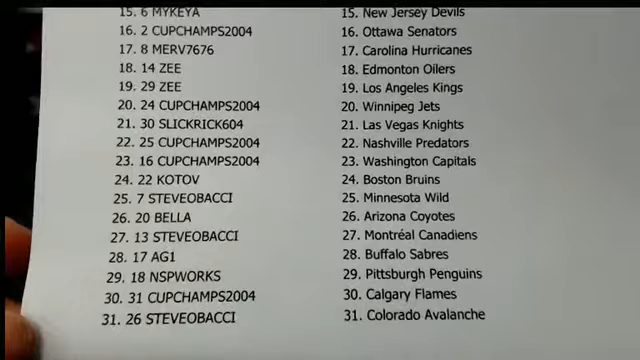 15. 6 MYKEYA
16. 2 CUPCHAMPS2004
17. 8 MERV7676
18. 14 ZEE
19. 29 ZEE
20. 24 CUPCHAMPS2004
21. 30 SLICKRICK604
22. 25 CUPCHAMPS2004
23. 16 CUPCHAMPS2004
24. 22 KOTOV
25. 7 STEVEOBACCI
26. 20 BELLA
27. 13 STEVEOBACCI
28. 17 AG1
29. 18 NSPWORKS
30. 31 CUPCHAMPS2004
31. 26 STEVEOBACCI
15. New Jersey Devils
16. Ottawa Senators
17. Carolina Hurricanes
18. Edmonton Oilers
19. Los Angeles Kings
20. Winnipeg Jets
21. Las Vegas Knights
22. Nashville Predators
23. Washington Capitals
24. Boston Bruins
25. Minnesota Wild
26. Arizona Coyotes
27. Montréal Canadiens
28. Buffalo Sabres
29. Pittsburgh Penguins
30. Calgary Flames
31. Colorado Avalanche